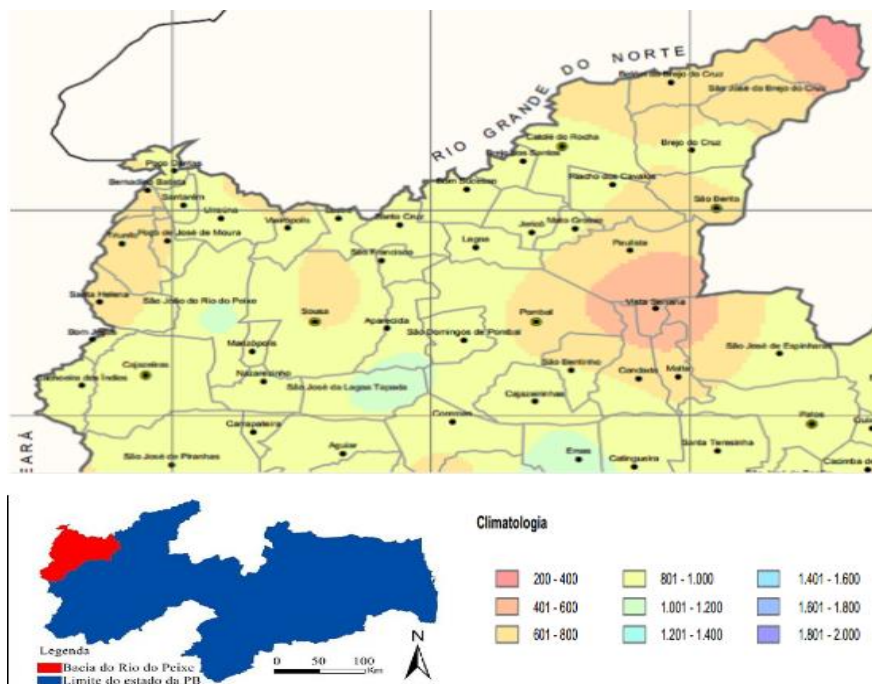 RIO GRANDE DO NORTE
Belém do Brejo do Cruz
São José do Brejo do Cruz
Catolé do Rocha
Brejo dos Santos
Brejo do Cruz
Poço Dantas
Bom Sucesso
Riacho dos Cavalos
Bernadino Batista
Santarém
São Bento
Uiraúna
Vieirópolis
Santa Cruz
Jericó
Mato Grosso
Triunfo
Poço de José de Moura
Lagoa
Paulista
São Francisco
Santa Helena
São João do Rio do Peixe
Vista Serrana
Sousa
Aparecida
Pombal
São Domingos de Pombal
Bom Jesus
Marizópolis
São José de Espinharas
Cajazeiras
São Bentinho
Cachoeira dos Índios
Nazarezinho
São José da Lagoa Tapada
Condado
Malta
Cajazeirinhas
Coremas
Carrapateira
Patos
CEARÁ
Aguiar
Santa Teresinha
São José de Piranhas
Emas
Catingueira
Cacimba de
Climatologia
200 - 400
801 - 1.000
1.401 - 1.600
401 - 600
1.001 - 1.200
1.601 - 1.800
601 - 800
1.201 - 1.400
1.801 - 2.000
N
Legenda
Bacia do Rio do Peixe
Limite do estado da PB
0 50 100
Km